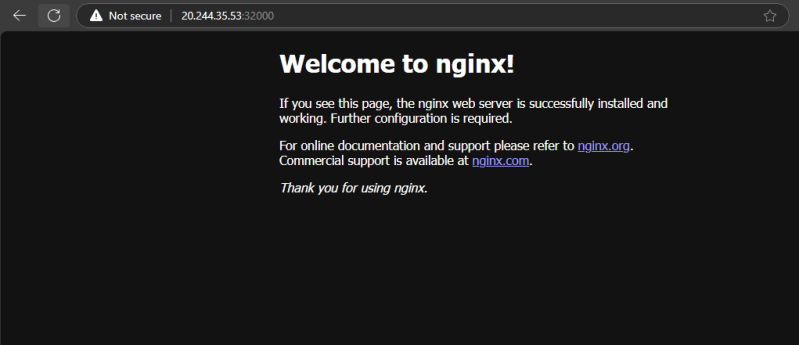 Not secure 20.244.35.53:32000
Welcome to nginx!
If you see this page, the nginx web server is successfully installed and
working. Further configuration is required.
For online documentation and support please refer to nginx.org.
Commercial support is available at nginx.com.
Thank you for using nginx.